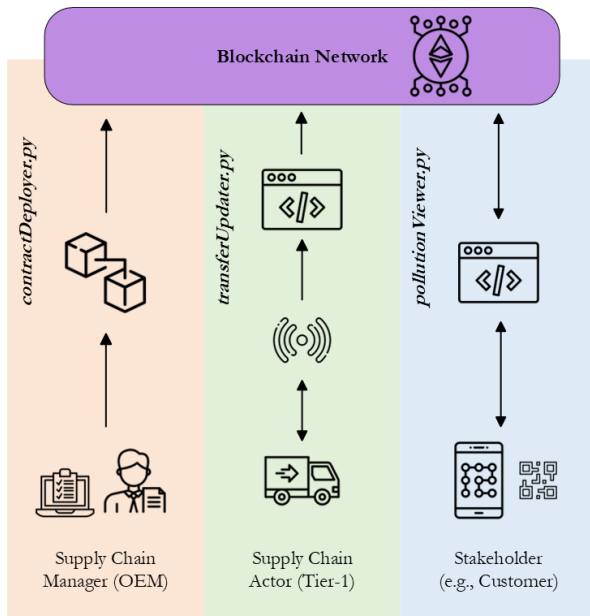 Blockchain Network
contractDeployer.py
transferUpdater.py
pollutionViewer.py
Supply Chain
Manager (OEM)
Supply Chain
Actor (Tier-1)
Stakeholder
(e.g., Customer)